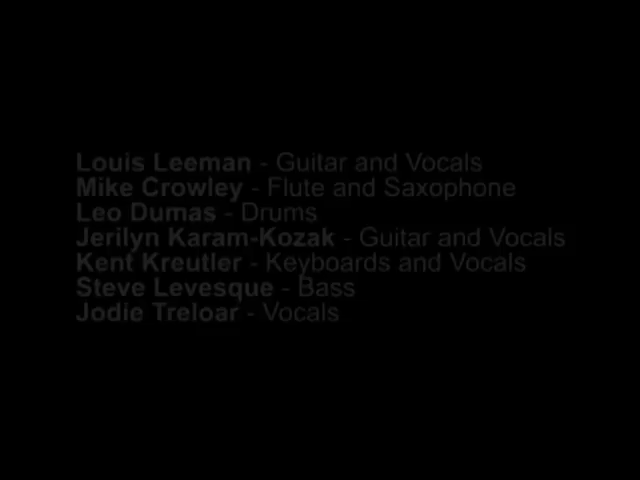 Louis Leeman - Guitar and Vocals
Mike Crowley - Flute and Saxophone
Leo Dumas - Drums
Jerilyn Karam-Kozak - Guitar and Vocals
Kent Kreutler - Keyboards and Vocals
Steve Levesque - Bass
Jodie Treloar - Vocals